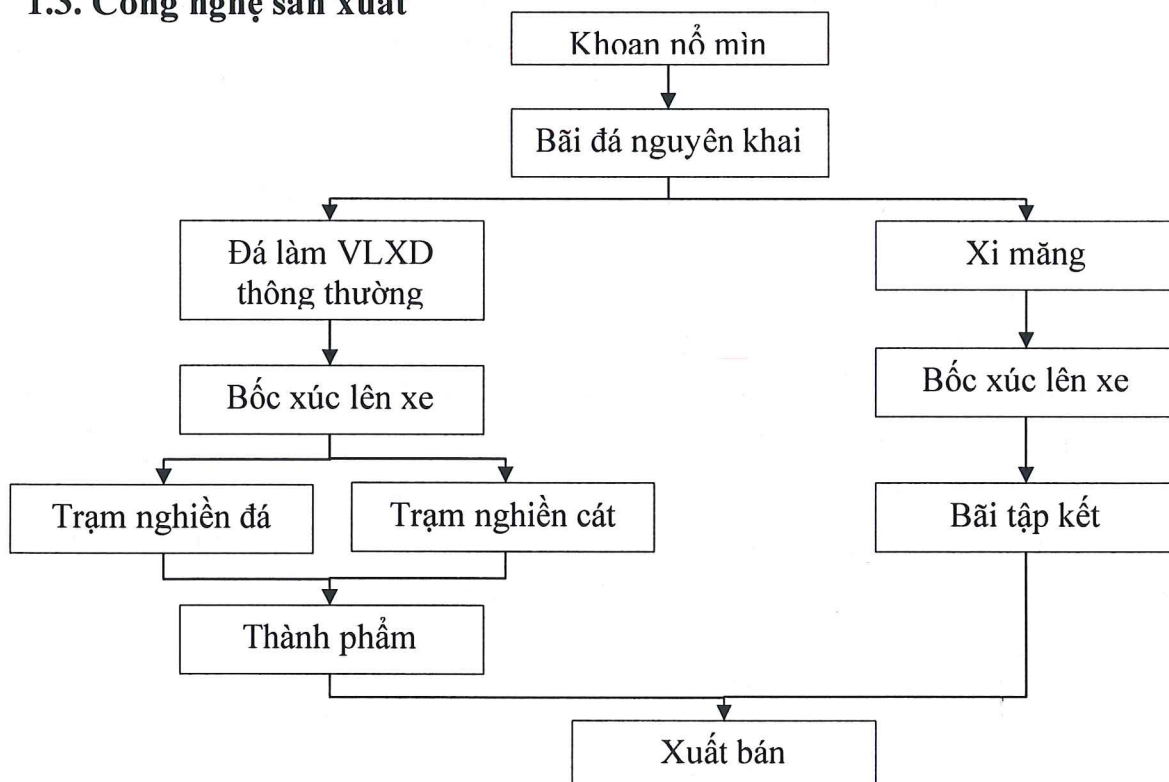 1.3. Công nghệ sản xuất
Khoan nổ mìn
Bãi đá nguyên khai
Đá làm VLXD
thông thường
Xi măng
Bốc xúc lên xe
Bốc xúc lên xe
Trạm nghiền đá
Trạm nghiền cát
Bãi tập kết
Thành phẩm
Xuất bán